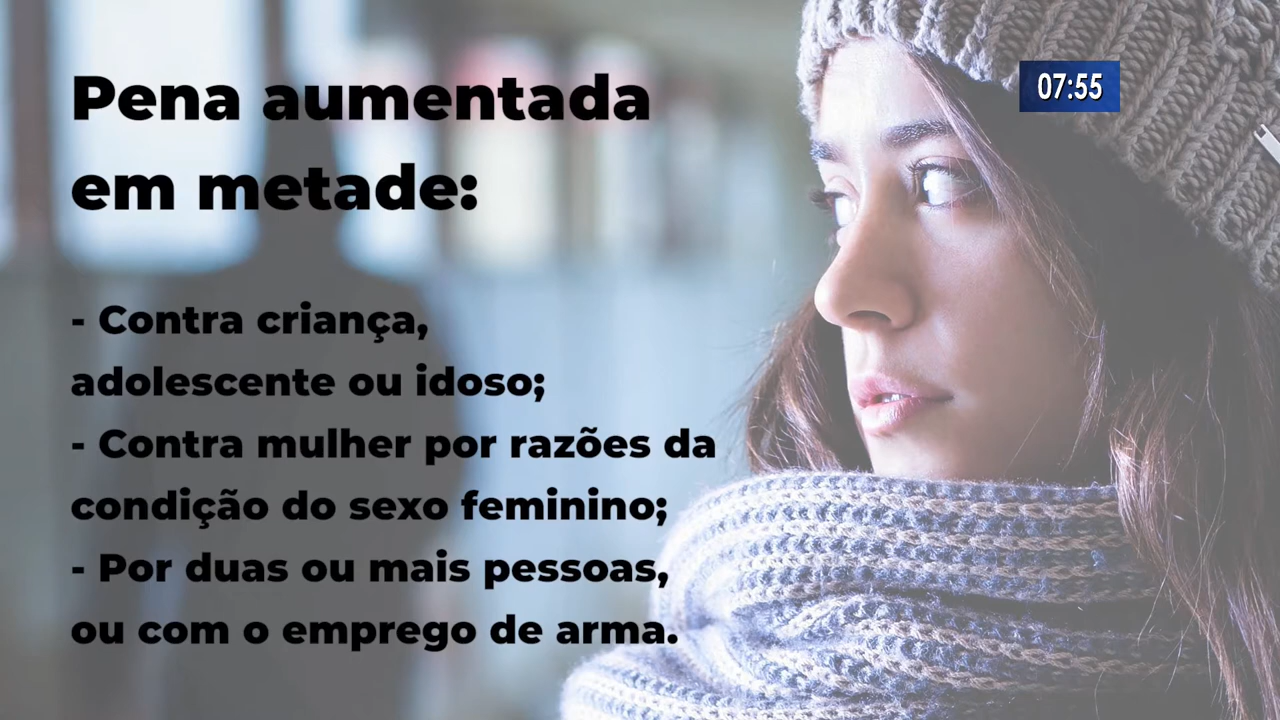 Pena aumentada
em metade:
07:55
- Contra criança,
adolescente ou idoso;
- Contra mulher por razões da
condição do sexo feminino;
- Por duas ou mais pessoas,
ou com o emprego de arma.